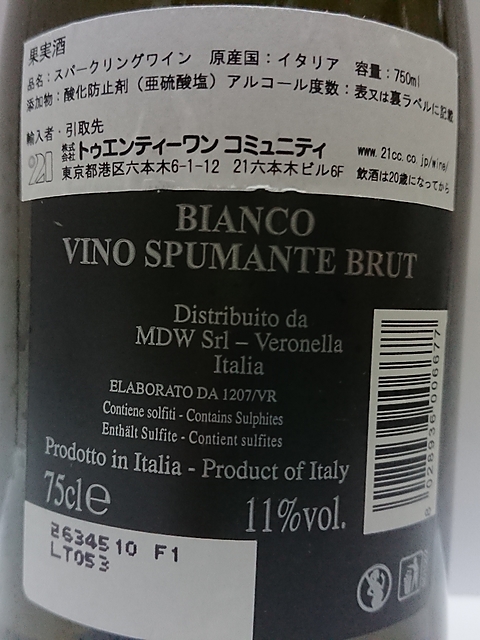 果実酒
品名：スパークリングワイン 原産国：イタリア 容量：750ml
添加物：酸化防止剤（亜硫酸塩）アルコール度数：表又は裏ラベルに記載
輸入者・引取先
21 株式会社 トゥエンティーワン コミュニティ www.21cc.co.jp/wine/
東京都港区六本木6-1-12 21六本木ビル6F 飲酒は20歳になってから
BIANCO
VINO SPUMANTE BRUT
Distribuito da
MDW Srl – Veronella
Italia
ELABORATO DA 1207/VR
Contiene solfiti - Contains Sulphites
Enthält Sulfite - Contient sulfites
Prodotto in Italia - Product of Italy
75cl e
11%vol.
8 028936 006677
2634510 F1
LT053